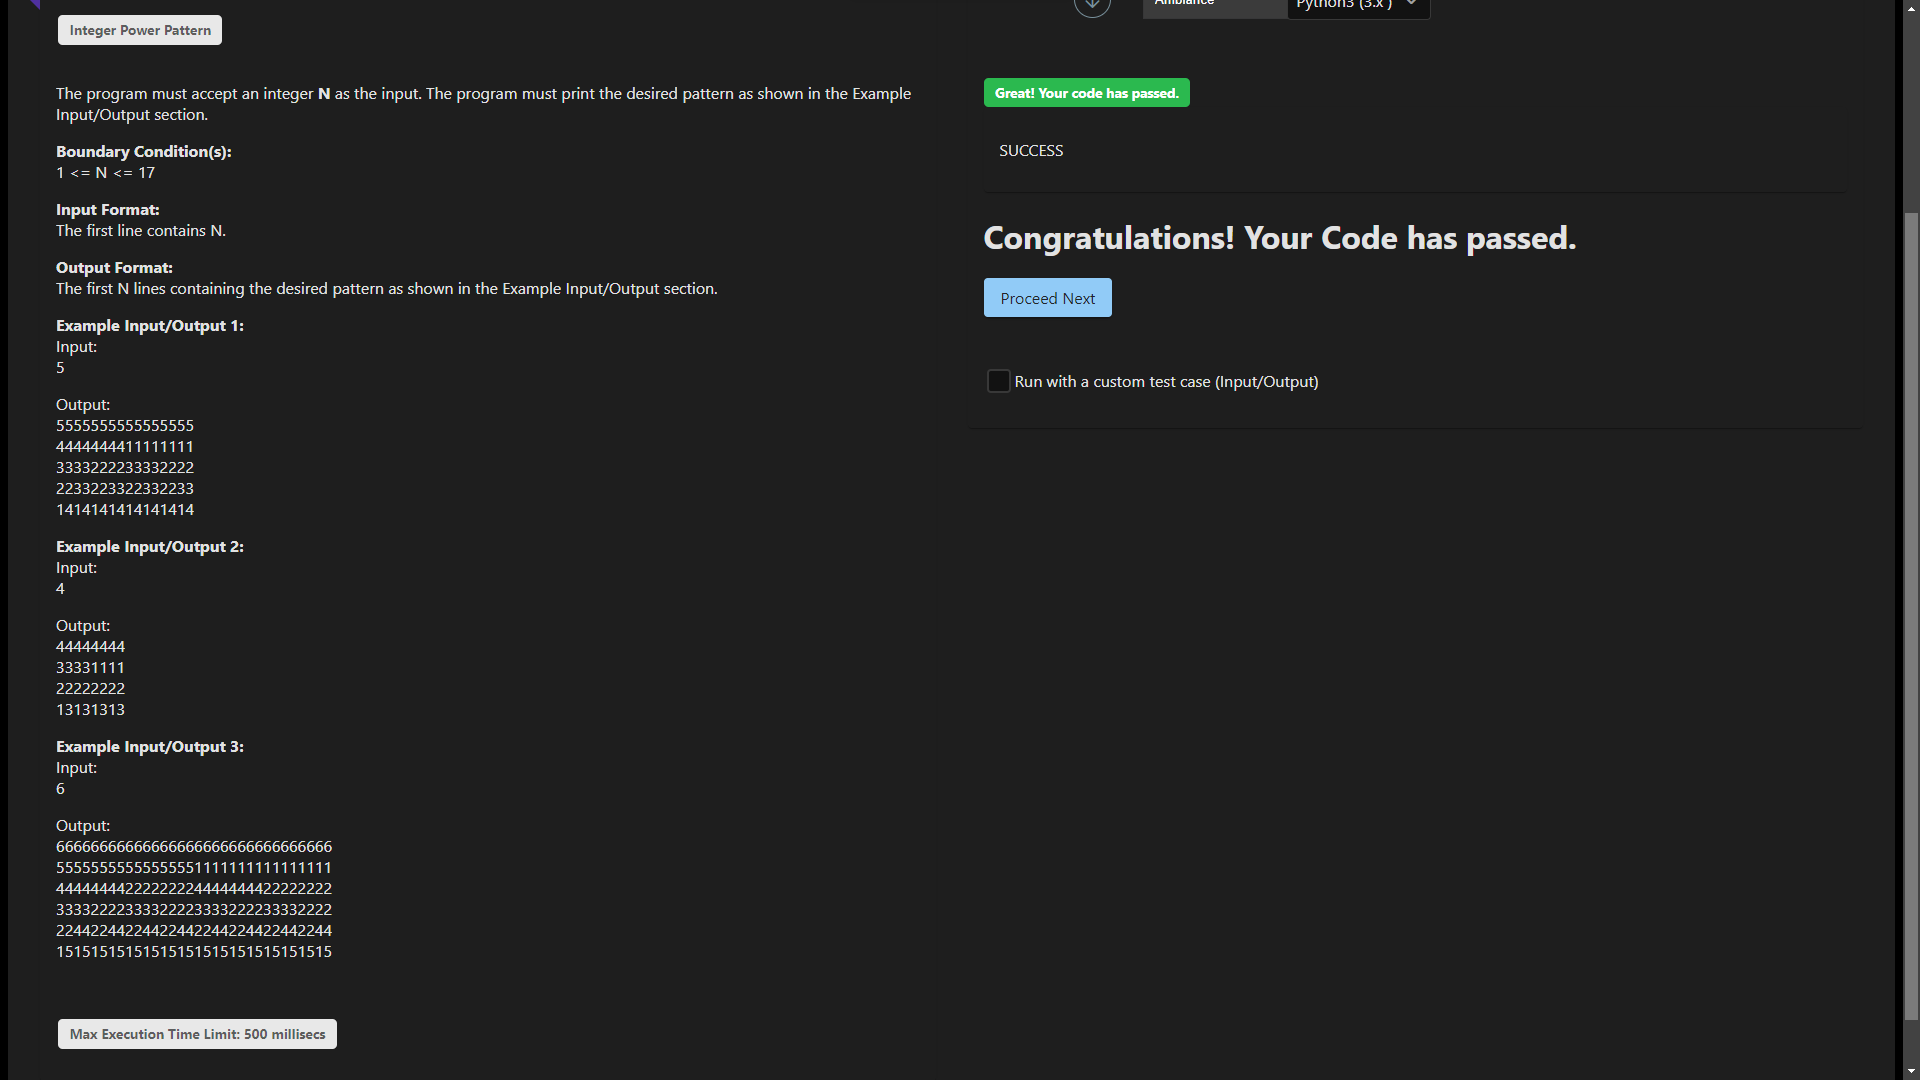 Ambiance
Python3 (3.x )
Integer Power Pattern
The program must accept an integer N as the input. The program must print the desired pattern as shown in the Example
Input/Output section.
Boundary Condition(s):
1 <= N <= 17
Input Format:
The first line contains N.
Output Format:
The first N lines containing the desired pattern as shown in the Example Input/Output section.
Example Input/Output 1:
Input:
5
Output:
5555555555555555
4444444411111111
3333222233332222
2233223322332233
1414141414141414
Example Input/Output 2:
Input:
4
Output:
44444444
33331111
22222222
13131313
Example Input/Output 3:
Input:
6
Output:
66666666666666666666666666666666
55555555555555551111111111111111
44444444222222224444444422222222
33332222333322223333222233332222
22442244224422442244224422442244
15151515151515151515151515151515
Max Execution Time Limit: 500 millisecs
Great! Your code has passed.
SUCCESS
Congratulations! Your Code has passed.
Proceed Next
Run with a custom test case (Input/Output)